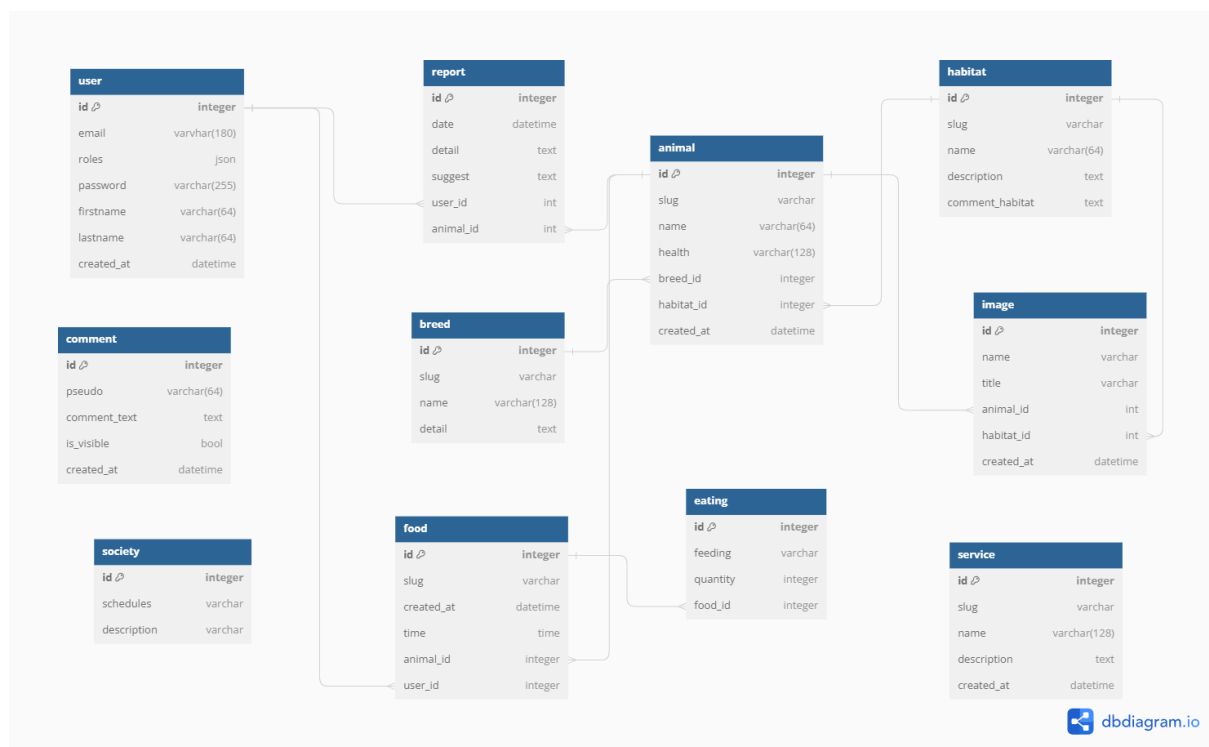 user
id integer
email varvhar(180)
roles json
password varchar(255)
firstname varchar(64)
lastname varchar(64)
created_at datetime
report
id integer
date datetime
detail text
suggest text
user_id int
animal_id int
animal
id integer
slug varchar
name varchar(64)
health varchar(128)
breed_id integer
habitat_id integer
created_at datetime
habitat
id integer
slug varchar
name varchar(64)
description text
comment_habitat text
comment
id integer
pseudo varchar(64)
comment_text text
is_visible bool
created_at datetime
breed
id integer
slug varchar
name varchar(128)
detail text
image
id integer
name varchar
title varchar
animal_id int
habitat_id int
created_at datetime
society
id integer
schedules varchar
description varchar
food
id integer
slug varchar
created_at datetime
time time
animal_id integer
user_id integer
eating
id integer
feeding varchar
quantity integer
food_id integer
service
id integer
slug varchar
name varchar(128)
description text
created_at datetime
dbdiagram.io